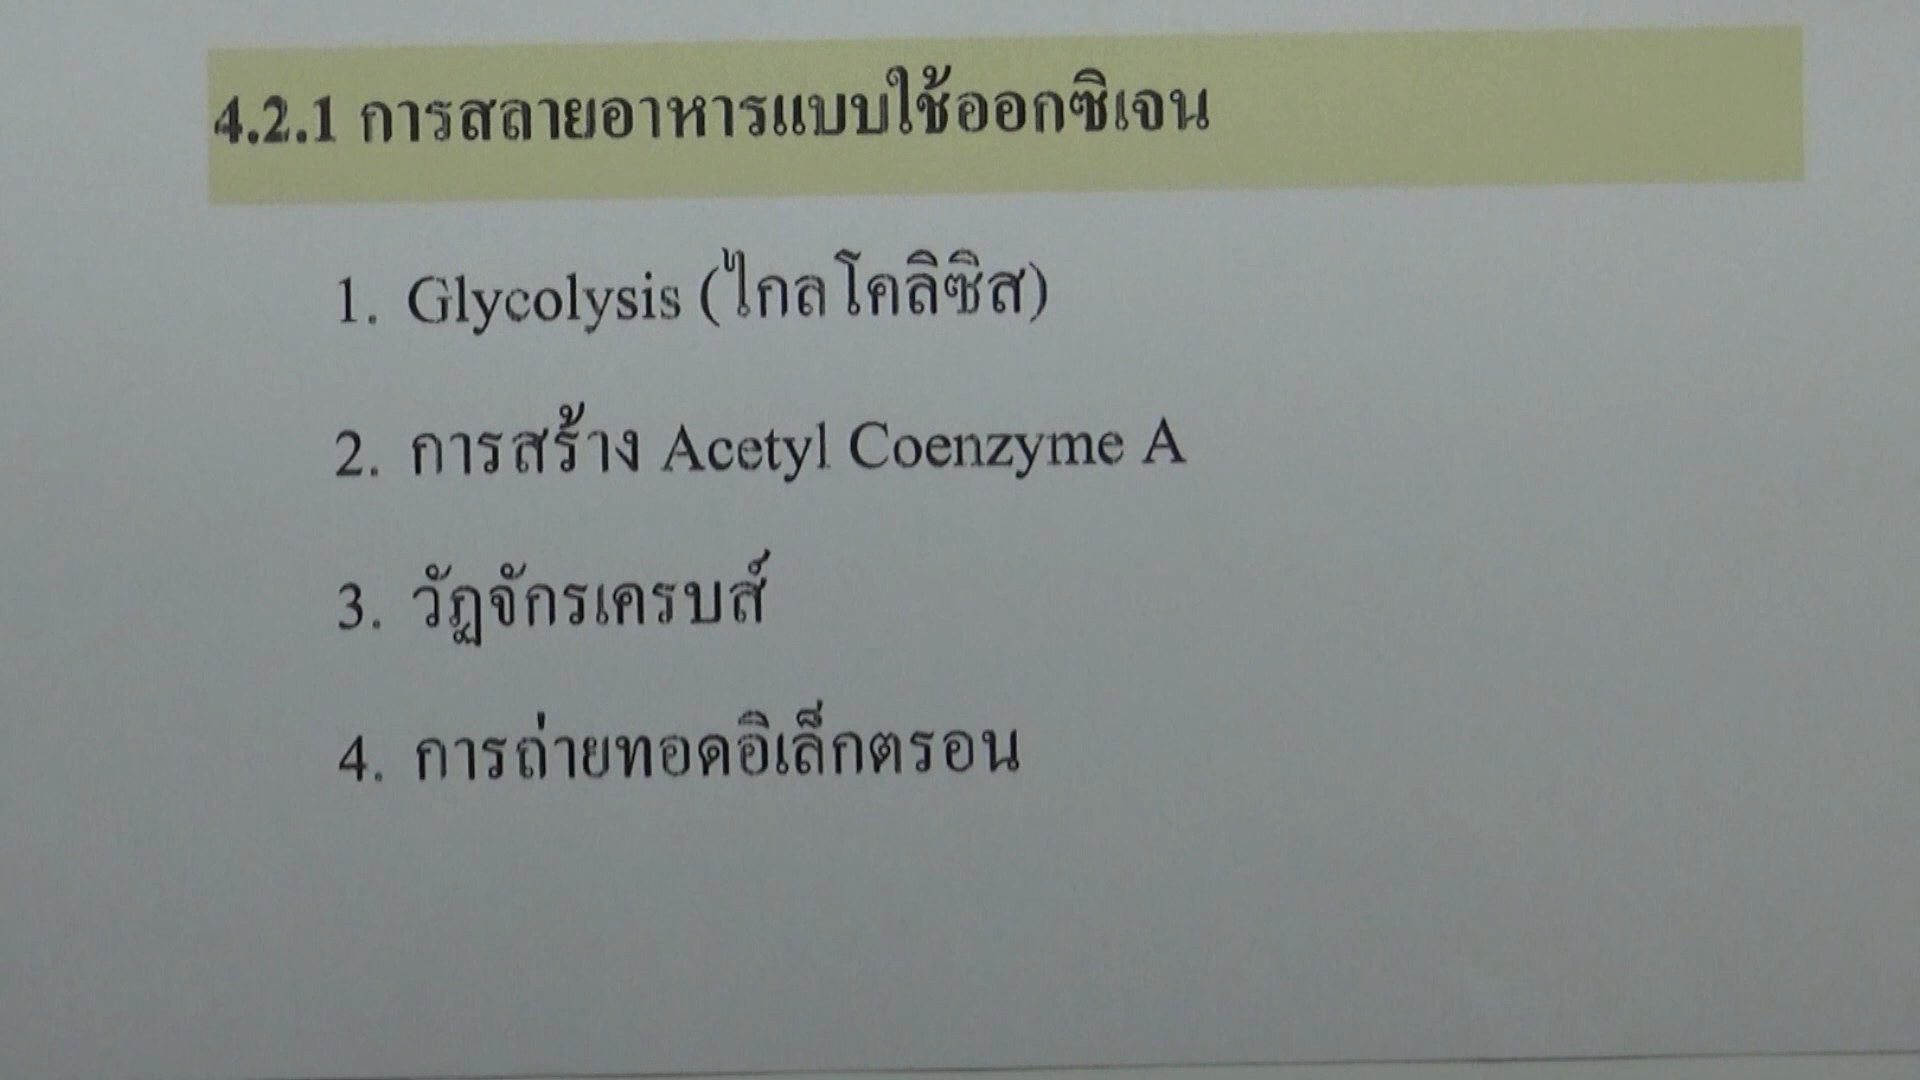 4.2.1 การสลายอาหารแบบใช้ออกซิเจน
1. Glycolysis (ไกลโคลิซิส)
2. การสร้าง Acetyl Coenzyme A
3. วัฏจักรเครบส์
4. การถ่ายทอดอิเล็กตรอน